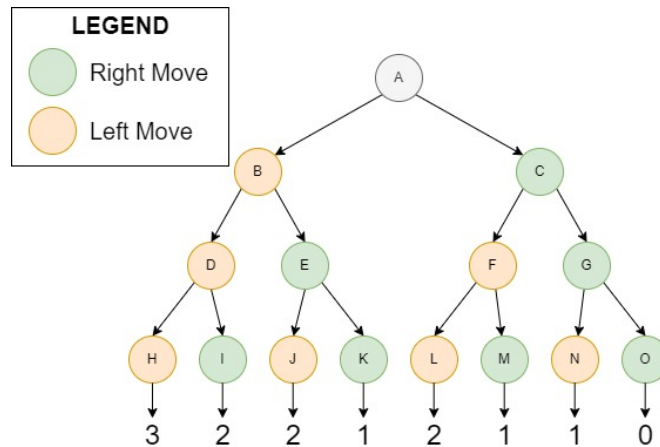 LEGEND
Right Move
Left Move
A
B
C
D
E
F
G
H
I
J
K
L
M
N
O
3 2 2 1 2 1 1 0